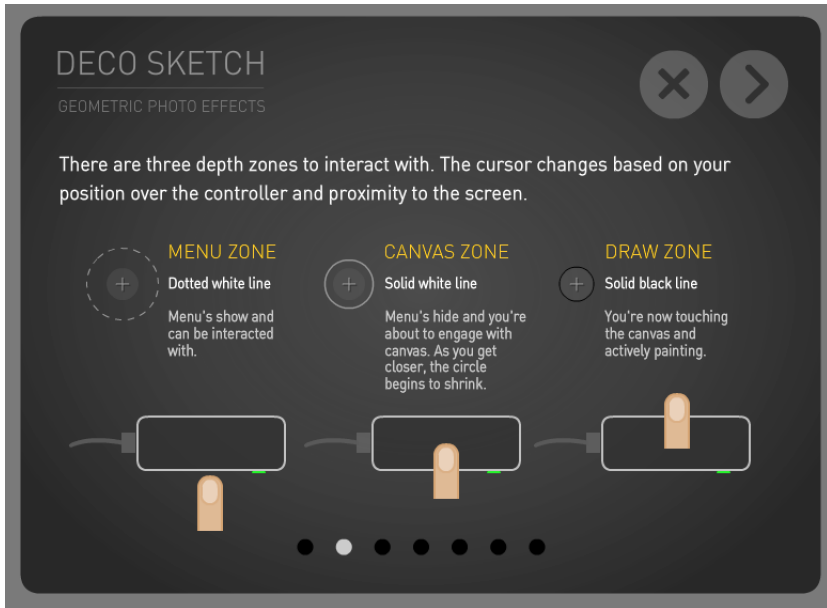 DECO SKETCH
GEOMETRIC PHOTO EFFECTS
There are three depth zones to interact with. The cursor changes based on your
position over the controller and proximity to the screen.
MENU ZONE
Dotted white line
Menu's show and
can be interacted
with.
CANVAS ZONE
Solid white line
Menu's hide and you're
about to engage with
canvas. As you get
closer, the circle
begins to shrink.
DRAW ZONE
Solid black line
You're now touching
the canvas and
actively painting.